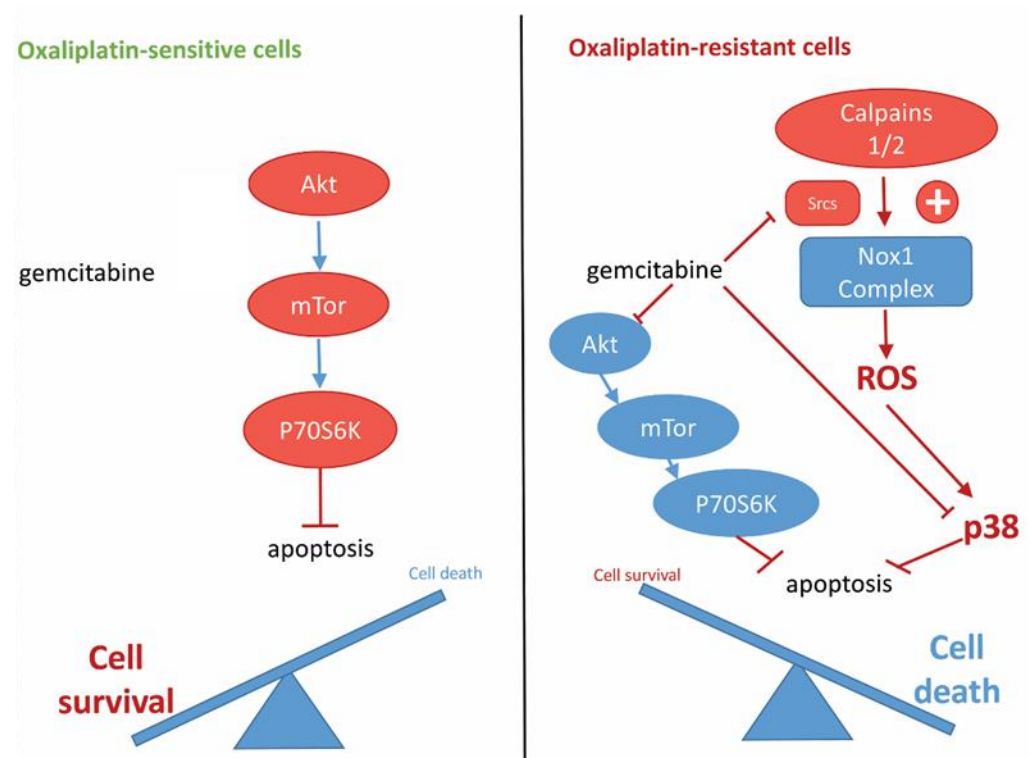 Oxaliplatin-sensitive cells
Akt
gemcitabine
mTor
P70S6K
apoptosis
Cell death
Cell
survival
Oxaliplatin-resistant cells
Calpains
1/2
Srcs
+
Nox1
Complex
gemcitabine
Akt
ROS
mTor
P70S6K
p38
Cell survival
apoptosis
Cell
death